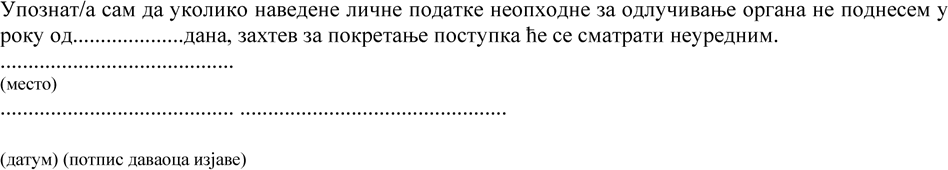 Упознат/а сам да уколико наведене личне податке неопходне за одлучивање органа не поднесем у
року од....................дана, захтев за покретање поступка ће се сматрати неуредним.
..........................................
(место)
.......................................... ................................................
(датум) (потпис даваоца изјаве)